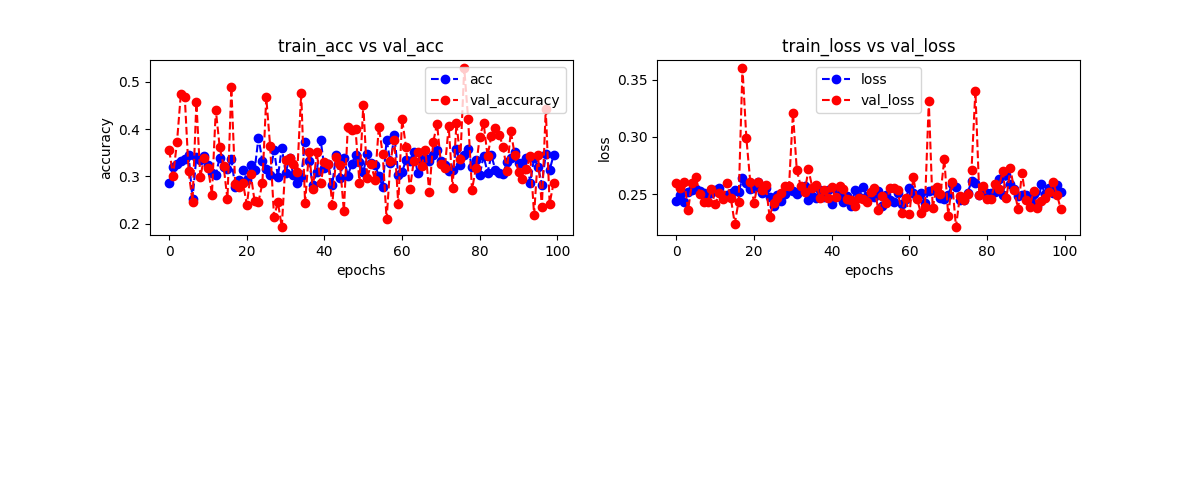 train_acc vs val_acc
accuracy
0.5
0.4
0.3
0.2
acc
val_accuracy
0 20 40 60 80 100
epochs
train_loss vs val_loss
loss
0.35
0.30
0.25
loss
val_loss
0 20 40 60 80 100
epochs